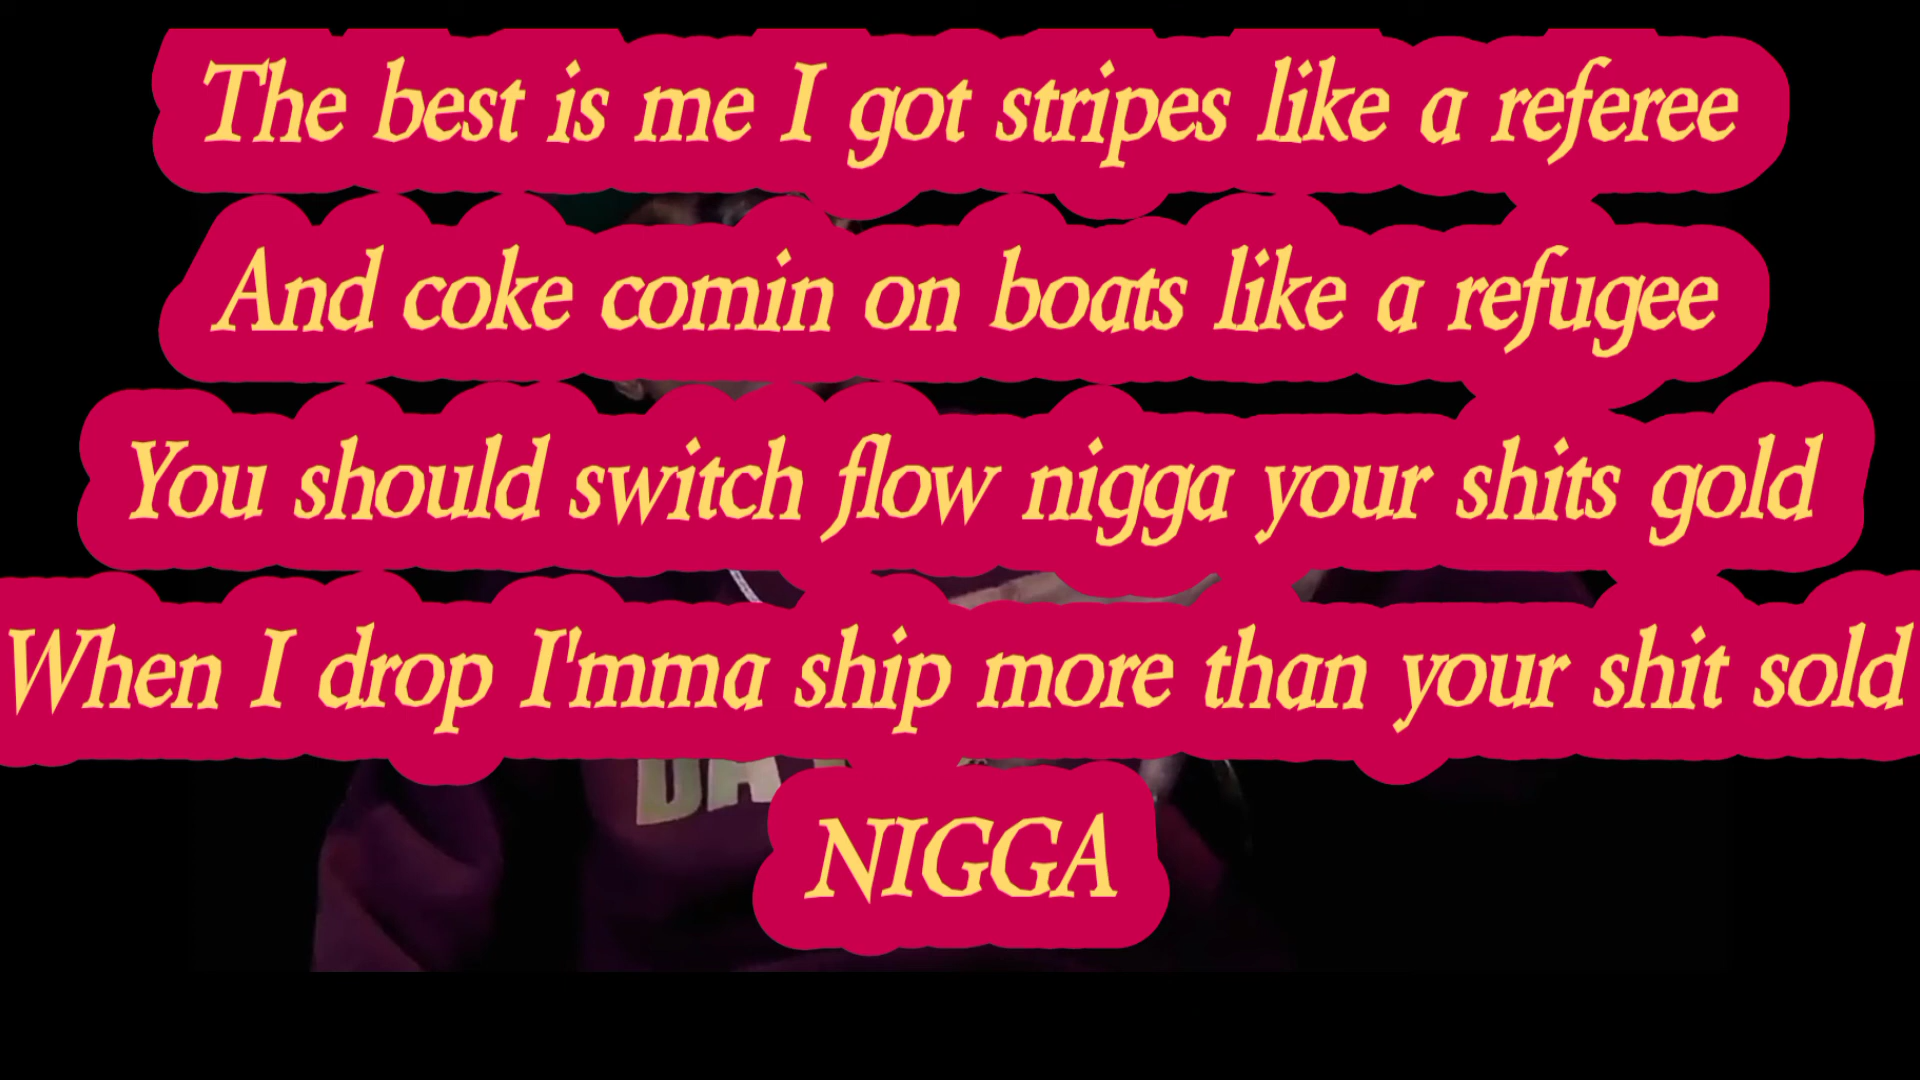 The best is me I got stripes like a referee
And coke comin on boats like a refugee
You should switch flow nigga your shits gold
When I drop I'mma ship more than your shit sold
DA
NIGGA